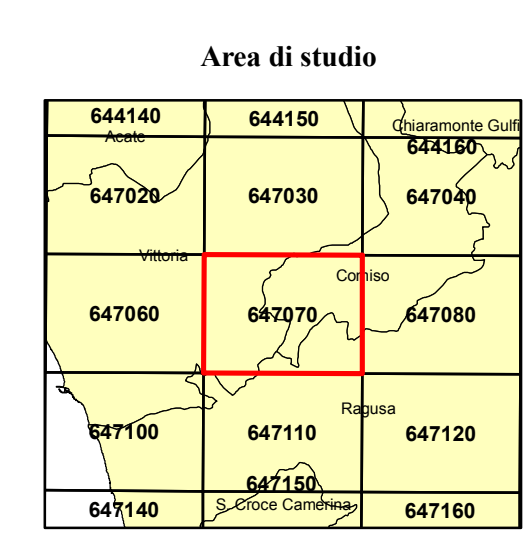 Area di studio
644140
644150
Chiaramonte Gulfi
Acate
644160
647020
647030
647040
Vittoria
Comiso
647060
647070
647080
Ragusa
647100
647110
647120
647150
S. Croce Camerina
647140
647160